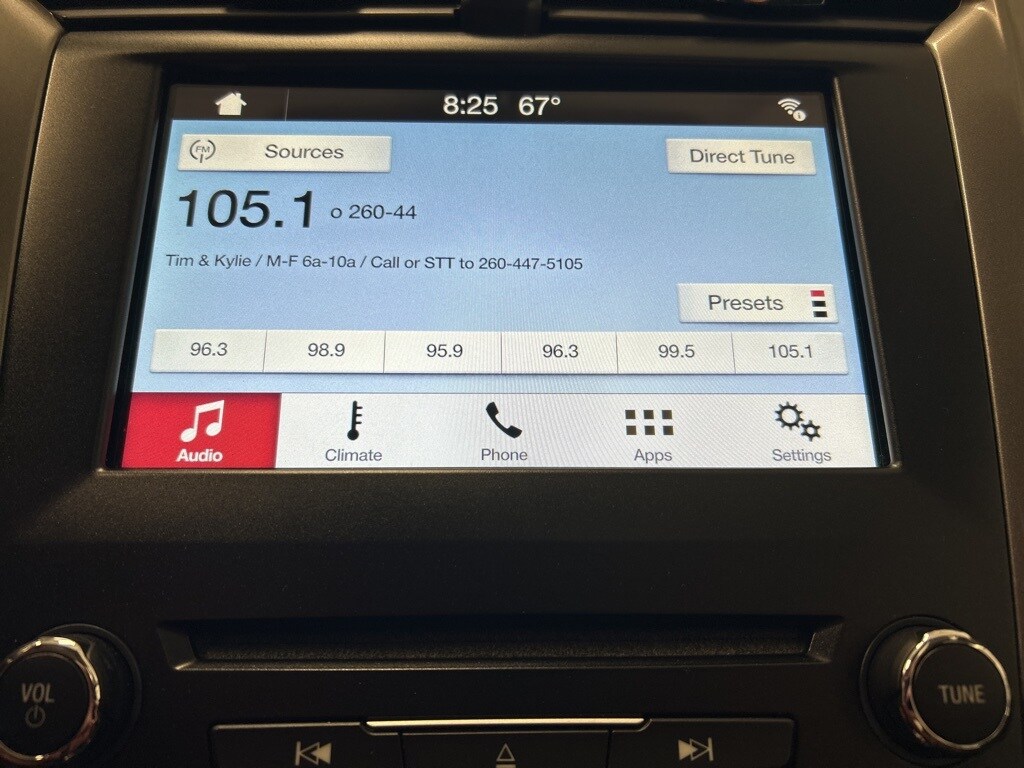 8:25 67°
FM Sources
Direct Tune
105.1 o 260-44
Tim & Kylie / M-F 6a-10a / Call or STT to 260-447-5105
Presets
96.3 98.9 95.9 96.3 99.5 105.1
Audio Climate Phone Apps Settings
VOL
TUNE